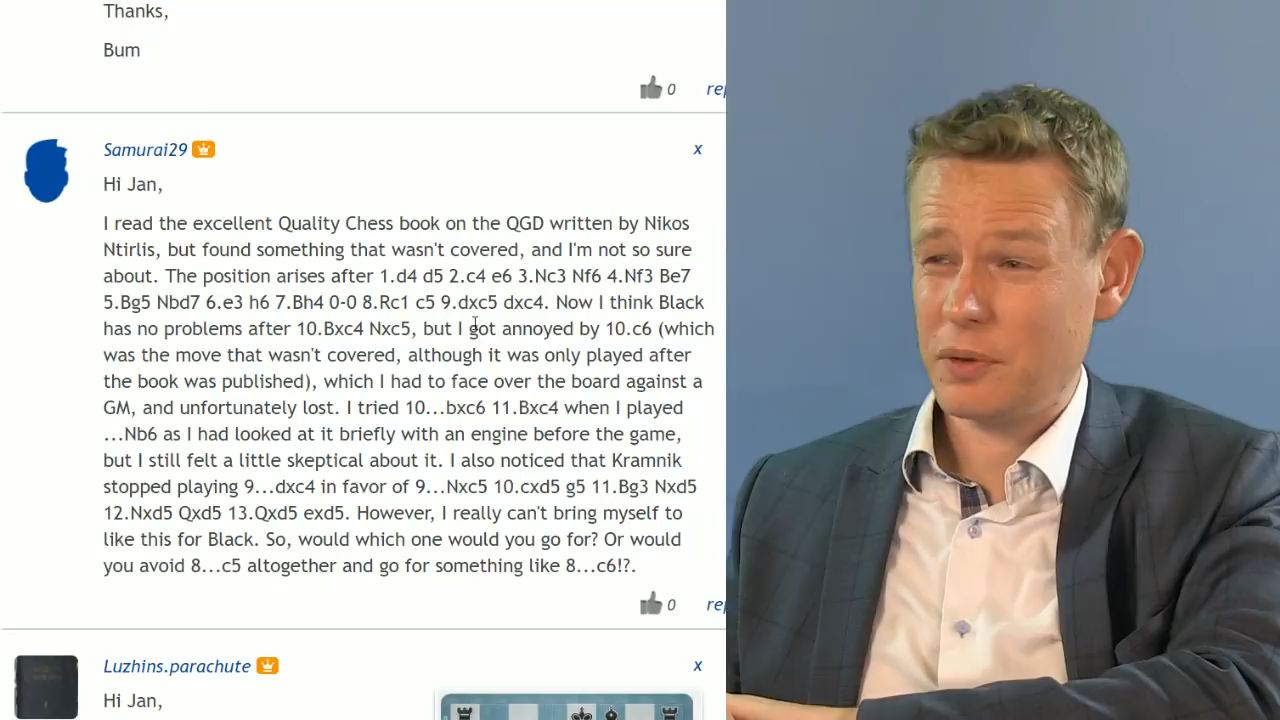 Thanks,
Bum
0
Samurai29
x
Hi Jan,
I read the excellent Quality Chess book on the QGD written by Nikos
Ntirlis, but found something that wasn't covered, and I'm not so sure
about. The position arises after 1.d4 d5 2.c4 e6 3.Nc3 Nf6 4.Nf3 Be7
5.Bg5 Nbd7 6.e3 h6 7.Bh4 0-0 8.Rc1 c5 9.dxc5 dxc4. Now I think Black
has no problems after 10.Bxc4 Nxc5, but I got annoyed by 10.c6 (which
was the move that wasn't covered, although it was only played after
the book was published), which I had to face over the board against a
GM, and unfortunately lost. I tried 10...bxc6 11.Bxc4 when I played
...Nb6 as I had looked at it briefly with an engine before the game,
but I still felt a little skeptical about it. I also noticed that Kramnik
stopped playing 9...dxc4 in favor of 9...Nxc5 10.cxd5 g5 11.Bg3 Nxd5
12.Nxd5 Qxd5 13.Qxd5 exd5. However, I really can't bring myself to
like this for Black. So, would which one would you go for? Or would
you avoid 8...c5 altogether and go for something like 8...c6!?.
0
Luzhins.parachute
x
Hi Jan,